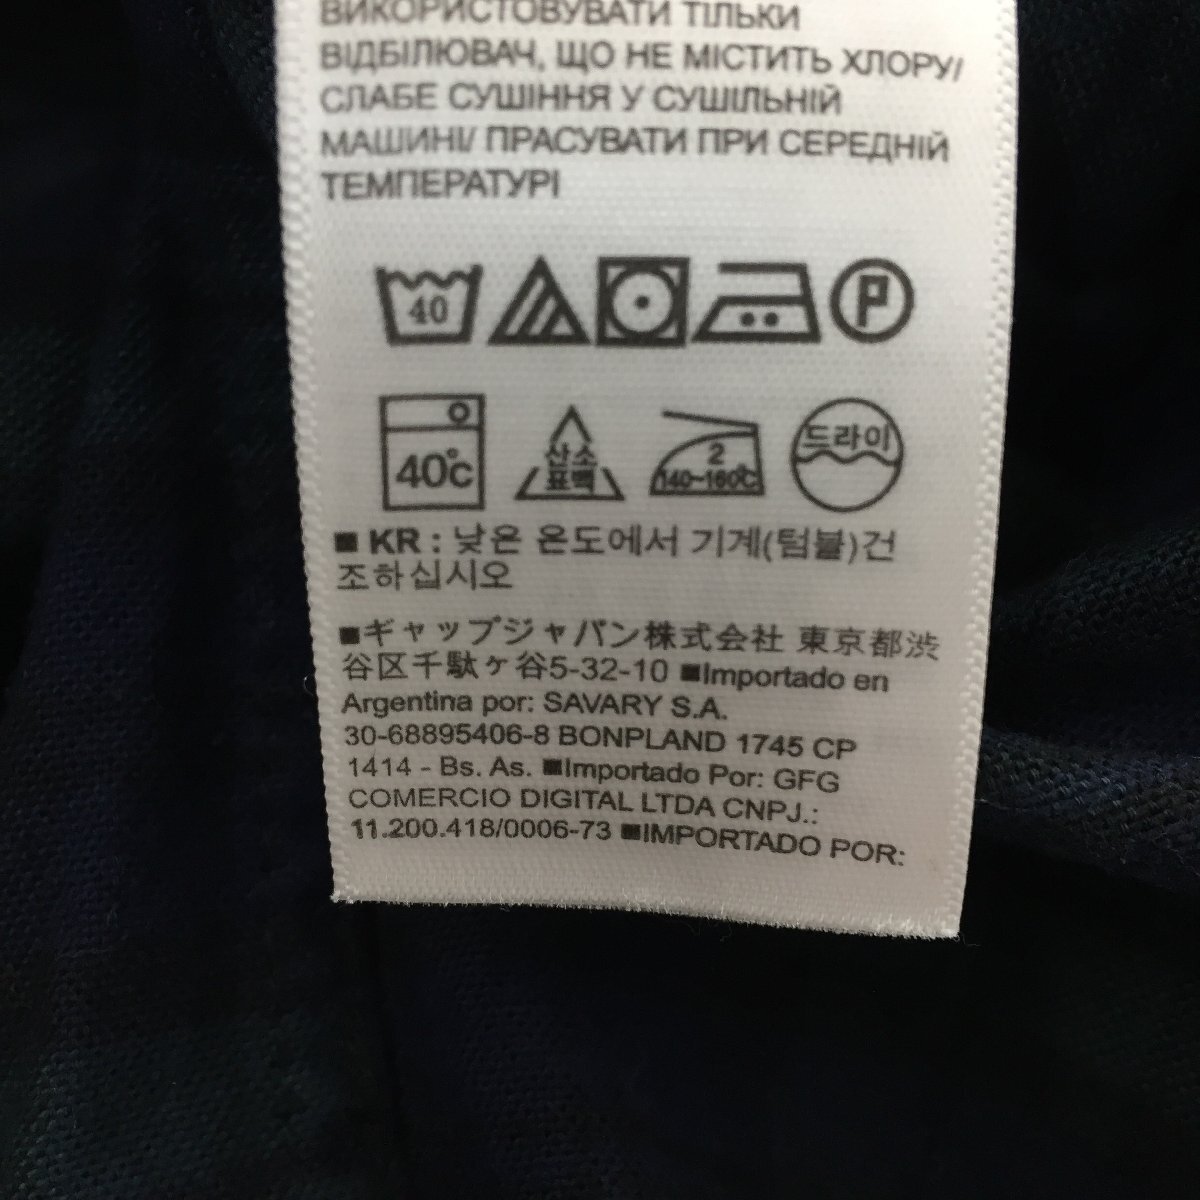 ВИКОРИСТОВУВАТИ ТІЛЬКИ
ВІДБІЛЮВАЧ, ЩО НЕ МІСТИТЬ ХЛОРУ/
СЛАБЕ СУШІННЯ У СУШІЛЬНІЙ
МАШИНІ/ ПРАСУВАТИ ПРИ СЕРЕДНІЙ
ТЕМПЕРАТУРІ
40 P
40℃ 산소 표백 2 140~160℃ 드라이
■ KR : 낮은 온도에서 기계(텀블)건
조하십시오
■ギャップジャパン株式会社 東京都渋
谷区千駄ヶ谷5-32-10 ■Importado en
Argentina por: SAVARY S.A.
30-68895406-8 BONPLAND 1745 CP
1414 - Bs. As. ■Importado Por: GFG
COMERCIO DIGITAL LTDA CNPJ.:
11.200.418/0006-73 ■IMPORTADO POR: